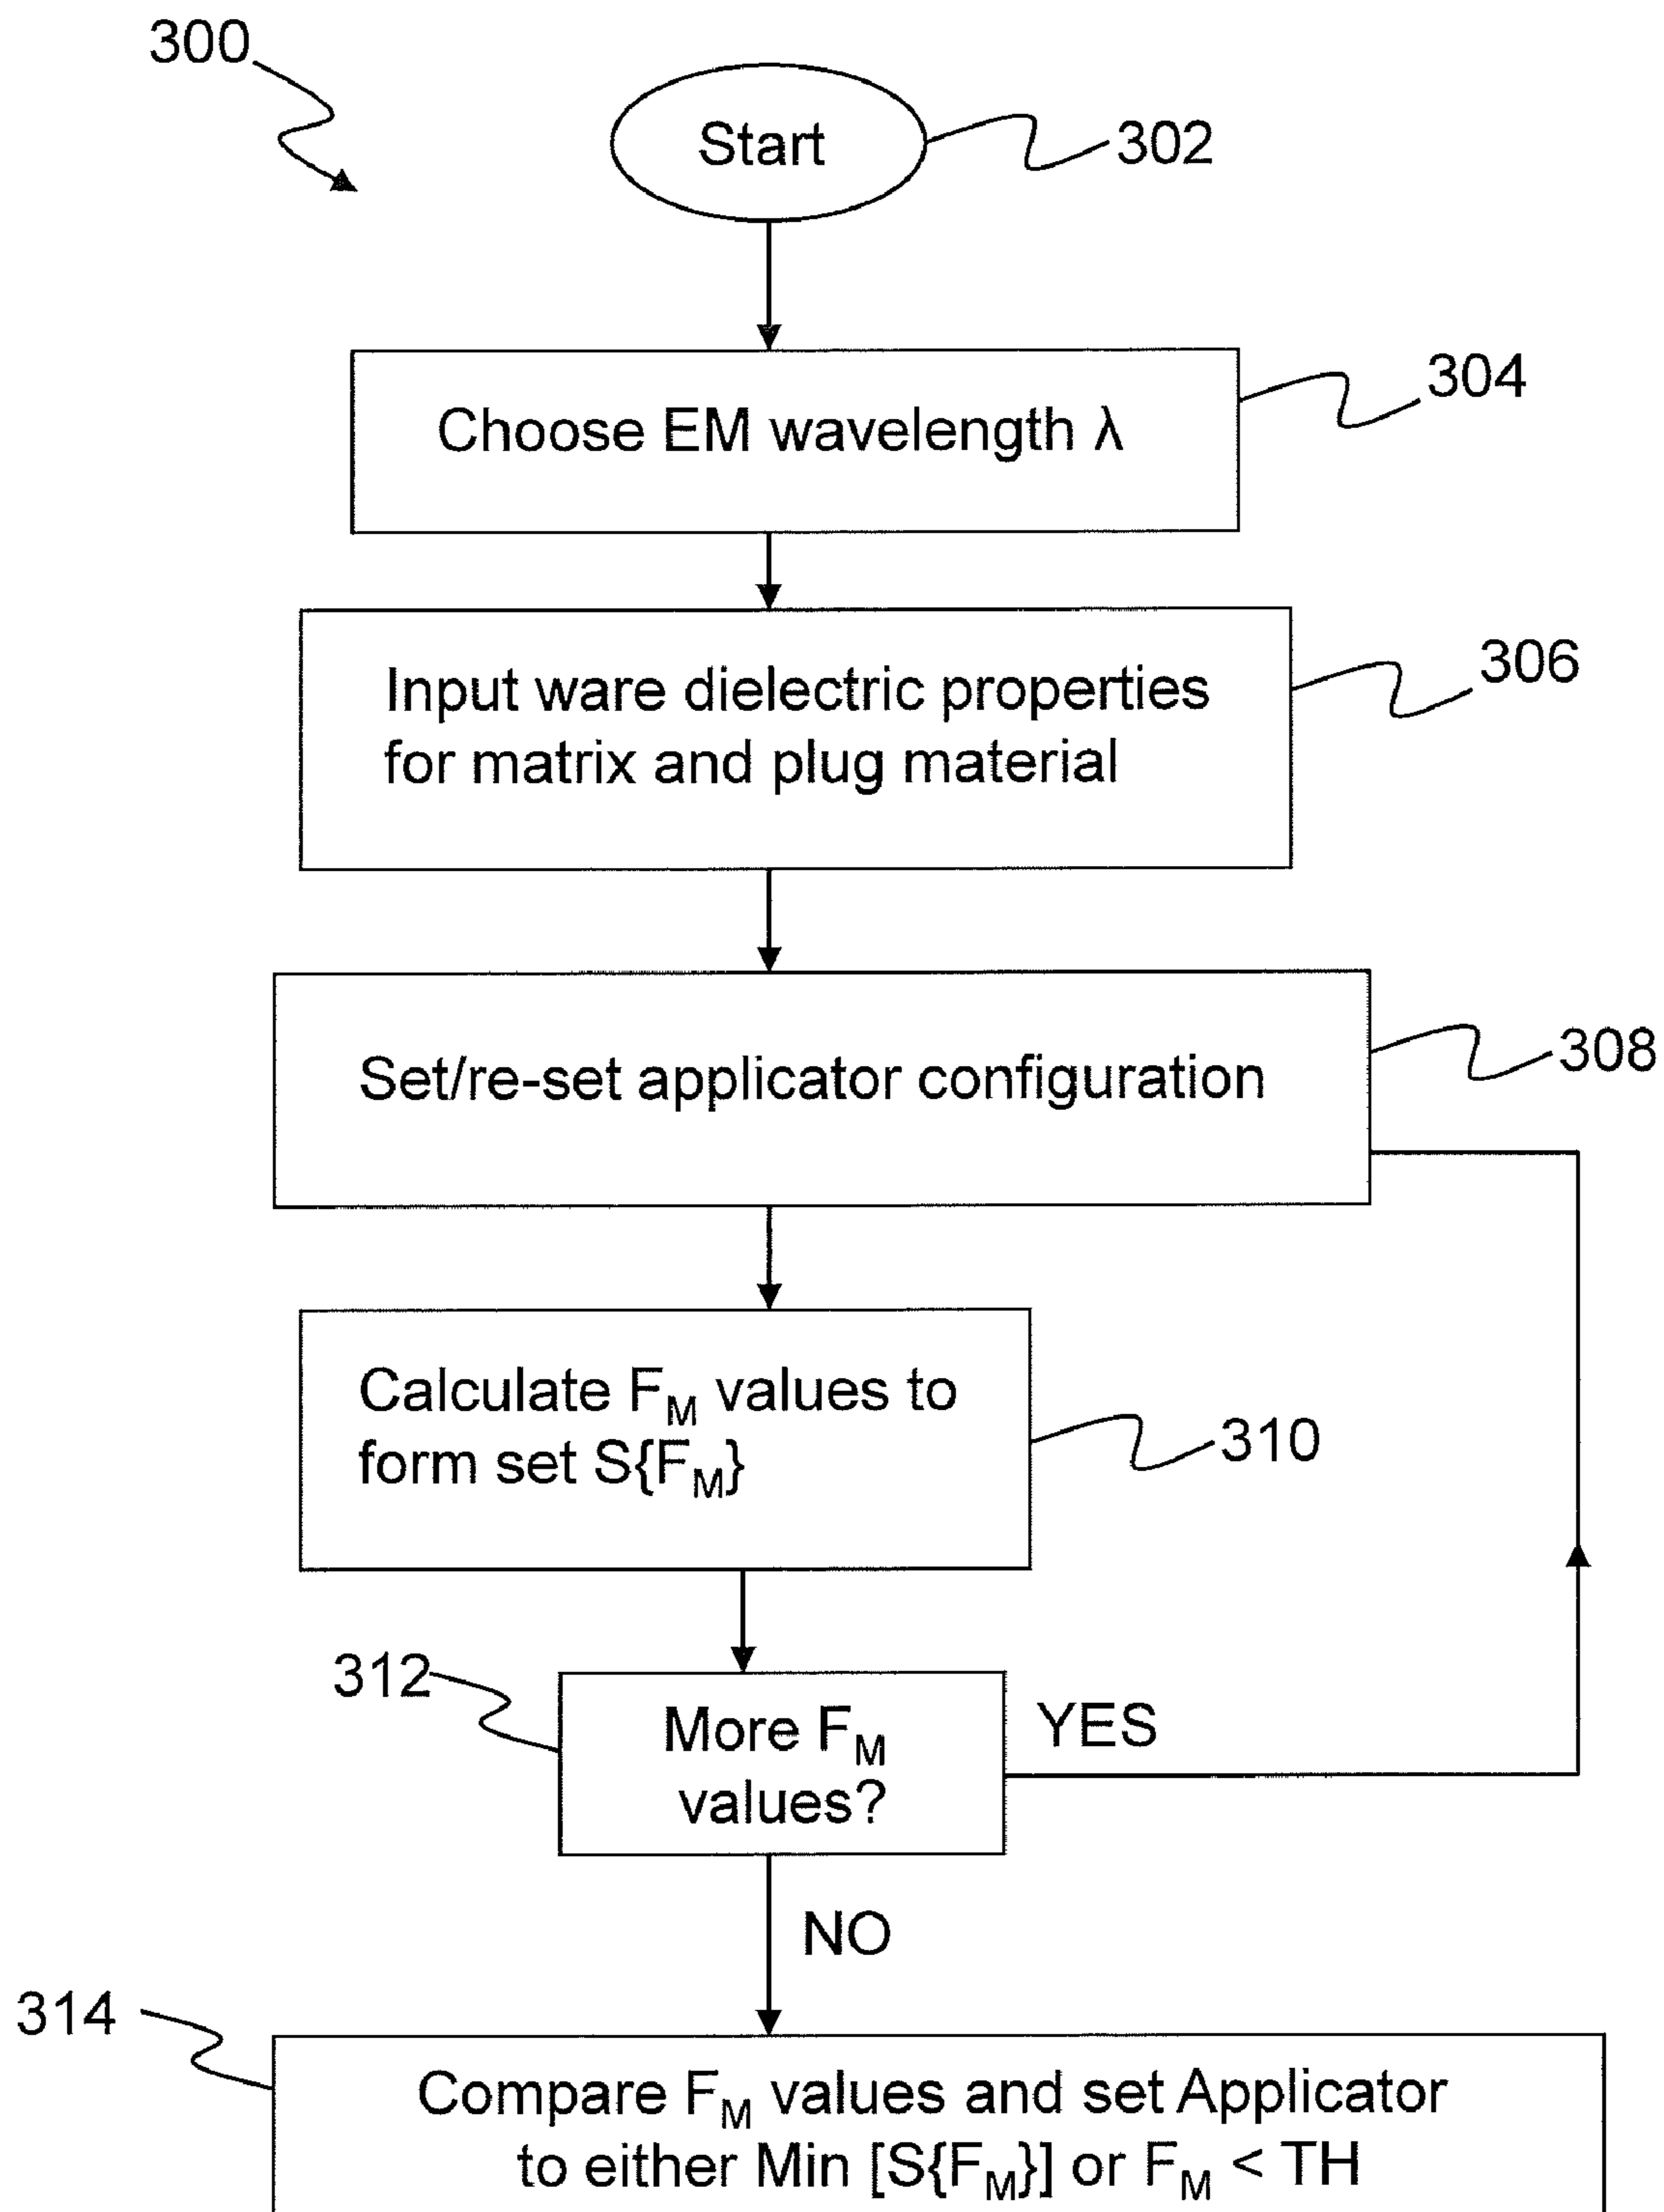 300
Start
302
Choose EM wavelength λ
304
Input ware dielectric properties
for matrix and plug material
306
Set/re-set applicator configuration
308
Calculate F_M values to
form set S{F_M}
310
312
More F_M
values?
YES
NO
314
Compare F_M values and set Applicator
to either Min [S{F_M}] or F_M < TH